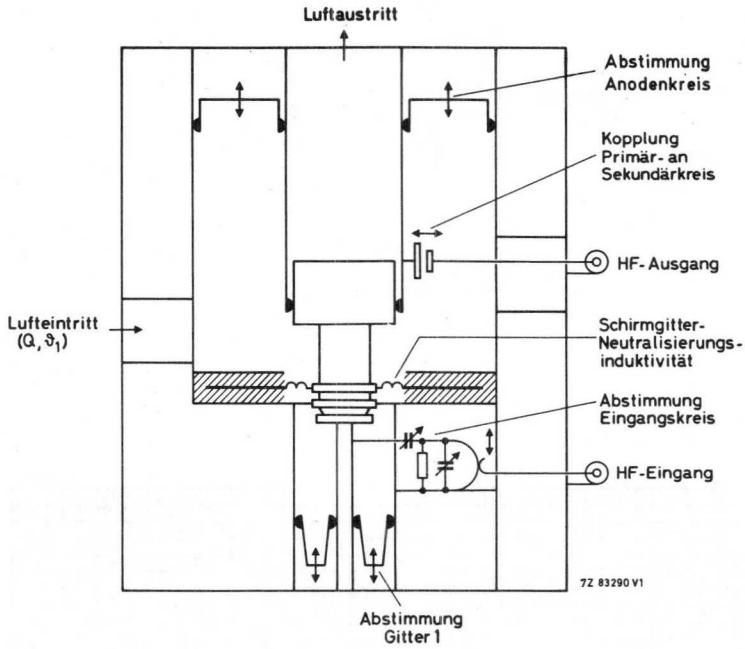 Luftaustritt
Abstimmung
Anodenkreis
Kopplung
Primär- an
Sekundärkreis
HF-Ausgang
Lufteintritt
(Q, ϑ₁)
Schirmgitter-
Neutralisierungs-
induktivität
Abstimmung
Eingangskreis
HF-Eingang
7Z 83290 V1
Abstimmung
Gitter 1